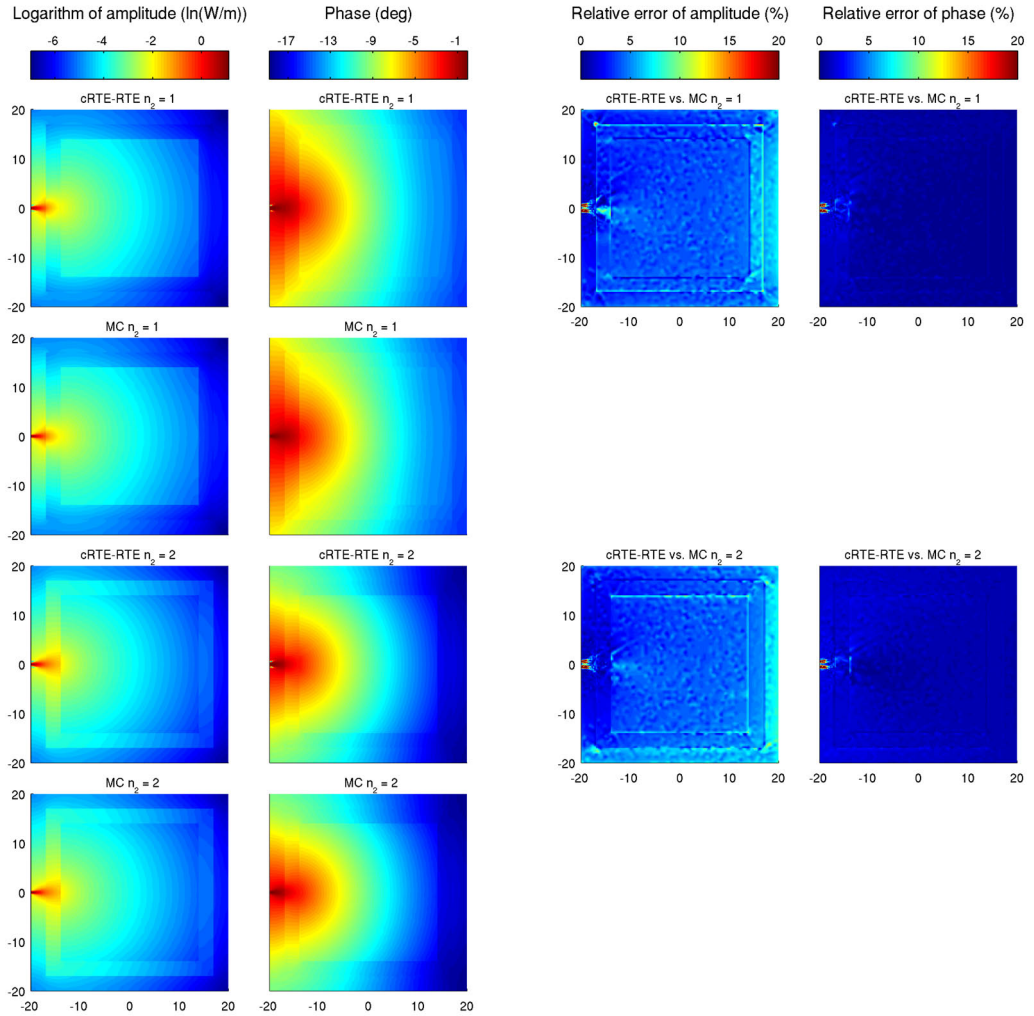 Logarithm of amplitude (ln(W/m)) Phase (deg) Relative error of amplitude (%) Relative error of phase (%)
-6 -4 -2 0 -17 -13 -9 -5 -1 0 5 10 15 20 0 5 10 15 20
cRTE-RTE n₂ = 1 cRTE-RTE n₂ = 1 cRTE-RTE vs. MC n₂ = 1 cRTE-RTE vs. MC n₂ = 1
20 20
10 10
0 0
-10 -10
-20 -20
-20 -10 0 10 20 -20 -10 0 10 20
MC n₂ = 1 MC n₂ = 1
20
10
0
-10
-20
cRTE-RTE n₂ = 2 cRTE-RTE n₂ = 2 cRTE-RTE vs. MC n₂ = 2 cRTE-RTE vs. MC n₂ = 2
20 20
10 10
0 0
-10 -10
-20 -20
-20 -10 0 10 20 -20 -10 0 10 20
MC n₂ = 2 MC n₂ = 2
20
10
0
-10
-20
-20 -10 0 10 20 -20 -10 0 10 20